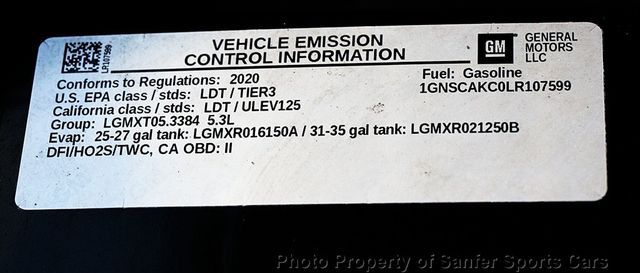 LR107599
VEHICLE EMISSION
CONTROL INFORMATION
GM
GENERAL
MOTORS
LLC
Conforms to Regulations: 2020
U.S. EPA class / stds: LDT / TIER3
California class / stds: LDT / ULEV125
Group: LGMXT05.3384 5.3L
Evap: 25-27 gal tank: LGMXR016150A / 31-35 gal tank: LGMXR021250B
DFI/HO2S/TWC, CA OBD: II
Fuel: Gasoline
1GNSCAKC0LR107599
Photo Property of Sanfer Sports Cars